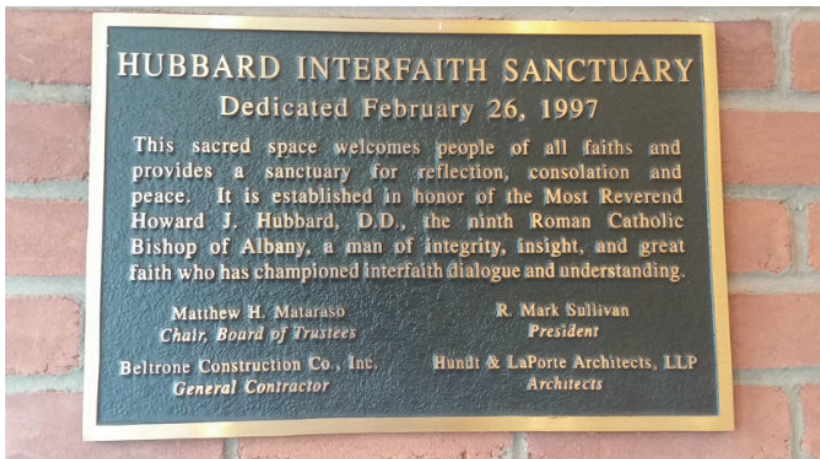 HUBBARD INTERFAITH SANCTUARY
Dedicated February 26, 1997
This sacred space welcomes people of all faiths and
provides a sanctuary for reflection, consolation and
peace. It is established in honor of the Most Reverend
Howard J. Hubbard, D.D., the ninth Roman Catholic
Bishop of Albany, a man of integrity, insight, and great
faith who has championed interfaith dialogue and understanding.
Matthew H. Mataraso
Chair, Board of Trustees
R. Mark Sullivan
President
Beltrone Construction Co., Inc.
General Contractor
Hundt & LaPorte Architects, LLP
Architects